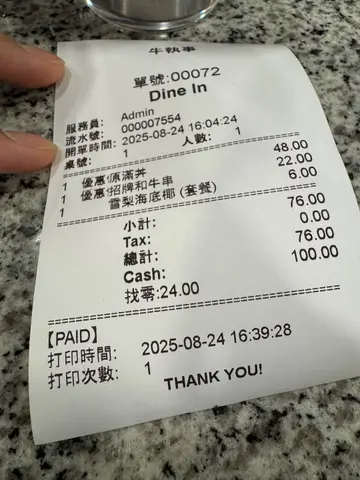 牛執事
單號:00072
Dine In
服務員: Admin
流水號: 000007554
開單時間: 2025-08-24 16:04:24
桌號: 1 人數: 1
1 優惠!原滿丼 48.00
1 優惠!招牌和牛串 22.00
1 雪梨海底椰 (套餐) 6.00
小計: 76.00
Tax: 0.00
總計: 76.00
Cash: 100.00
找零:24.00
【PAID】
打印時間: 2025-08-24 16:39:28
打印次數: 1
THANK YOU!